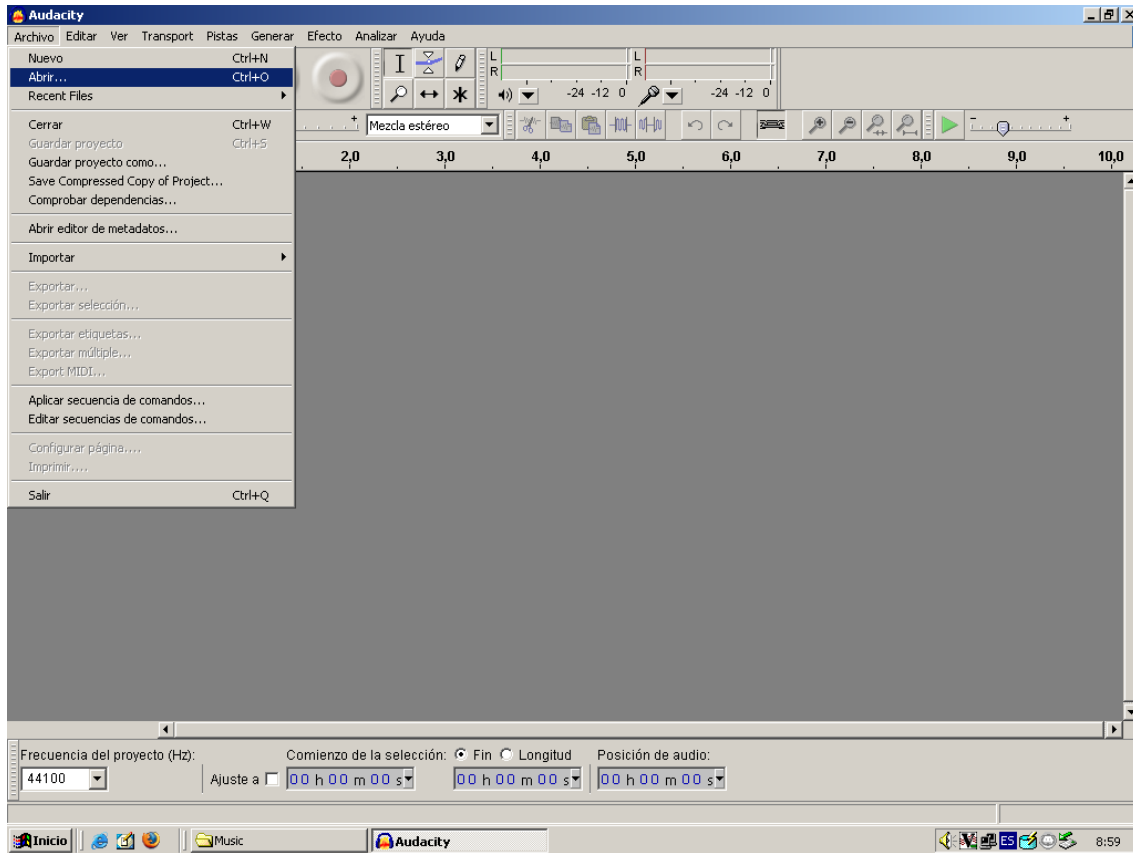 Audacity
Archivo Editar Ver Transport Pistas Generar Efecto Analizar Ayuda
Nuevo Ctrl+N
Abrir... Ctrl+O
Recent Files
Cerrar Ctrl+W
Guardar proyecto Ctrl+S
Guardar proyecto como...
Save Compressed Copy of Project...
Comprobar dependencias...
Abrir editor de metadatos...
Importar
Exportar...
Exportar selección...
Exportar etiquetas...
Exportar múltiple...
Export MIDI...
Aplicar secuencia de comandos...
Editar secuencias de comandos...
Configurar página....
Imprimir....
Salir Ctrl+Q
L L
R R
-24 -12 0 -24 -12 0
Mezcla estéreo
2,0 3,0 4,0 5,0 6,0 7,0 8,0 9,0 10,0
Frecuencia del proyecto (Hz): Comienzo de la selección: Fin Longitud Posición de audio:
44100 Ajuste a 00 h 00 m 00 s 00 h 00 m 00 s 00 h 00 m 00 s
Inicio Music Audacity ES 8:59